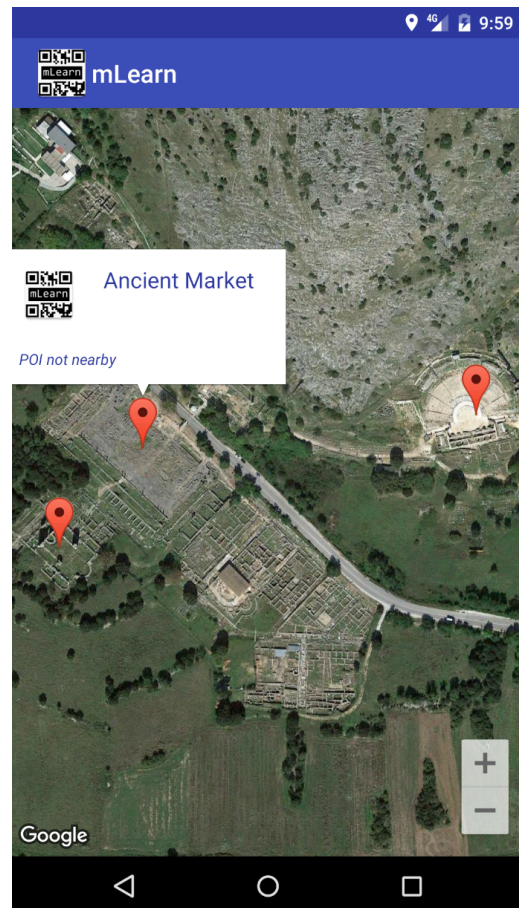 4G 9:59
mLearn mLearn
Ancient Market
mLearn
POI not nearby
+
−
Google